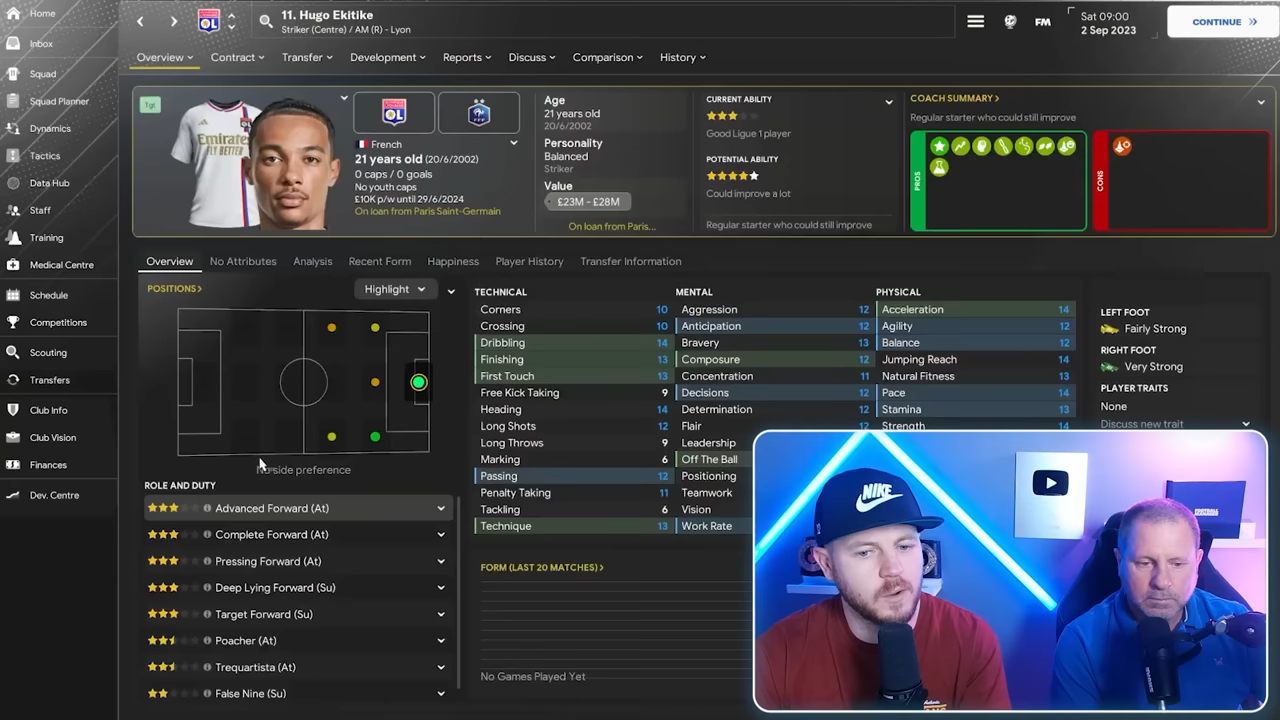 Home
Inbox
Squad
Squad Planner
Dynamics
Tactics
Data Hub
Staff
Training
Medical Centre
Schedule
Competitions
Scouting
Transfers
Club Info
Club Vision
Finances
Dev. Centre
11. Hugo Ekitike
Striker (Centre) / AM (R) - Lyon
FM
Sat 09:00
2 Sep 2023
CONTINUE
Overview
Contract
Transfer
Development
Reports
Discuss
Comparison
History
Tgt
Emirates
FLY BETTER
French
21 years old (20/6/2002)
0 caps / 0 goals
No youth caps
£10K p/w until 29/6/2024
On loan from Paris Saint-Germain
Age
21 years old
20/6/2002
Personality
Balanced
Striker
Value
£23M - £28M
On loan from Paris...
CURRENT ABILITY
Good Ligue 1 player
POTENTIAL ABILITY
Could improve a lot
Regular starter who could still improve
COACH SUMMARY
Regular starter who could still improve
PROS
CONS
Overview
No Attributes
Analysis
Recent Form
Happiness
Player History
Transfer Information
POSITIONS
Highlight
No side preference
ROLE AND DUTY
Advanced Forward (At)
Complete Forward (At)
Pressing Forward (At)
Deep Lying Forward (Su)
Target Forward (Su)
Poacher (At)
Trequartista (At)
False Nine (Su)
TECHNICAL
Corners 10
Crossing 10
Dribbling 14
Finishing 13
First Touch 13
Free Kick Taking 9
Heading 14
Long Shots 12
Long Throws 9
Marking 6
Passing 12
Penalty Taking 11
Tackling 6
Technique 13
MENTAL
Aggression 12
Anticipation 12
Bravery 13
Composure 12
Concentration 11
Decisions 12
Determination 12
Flair 12
Leadership
Off The Ball
Positioning
Teamwork
Vision
Work Rate
PHYSICAL
Acceleration 14
Agility 12
Balance 12
Jumping Reach 14
Natural Fitness 13
Pace 14
Stamina 13
Strength 14
LEFT FOOT
Fairly Strong
RIGHT FOOT
Very Strong
PLAYER TRAITS
None
Discuss new trait
FORM (LAST 20 MATCHES)
No Games Played Yet
NIKE